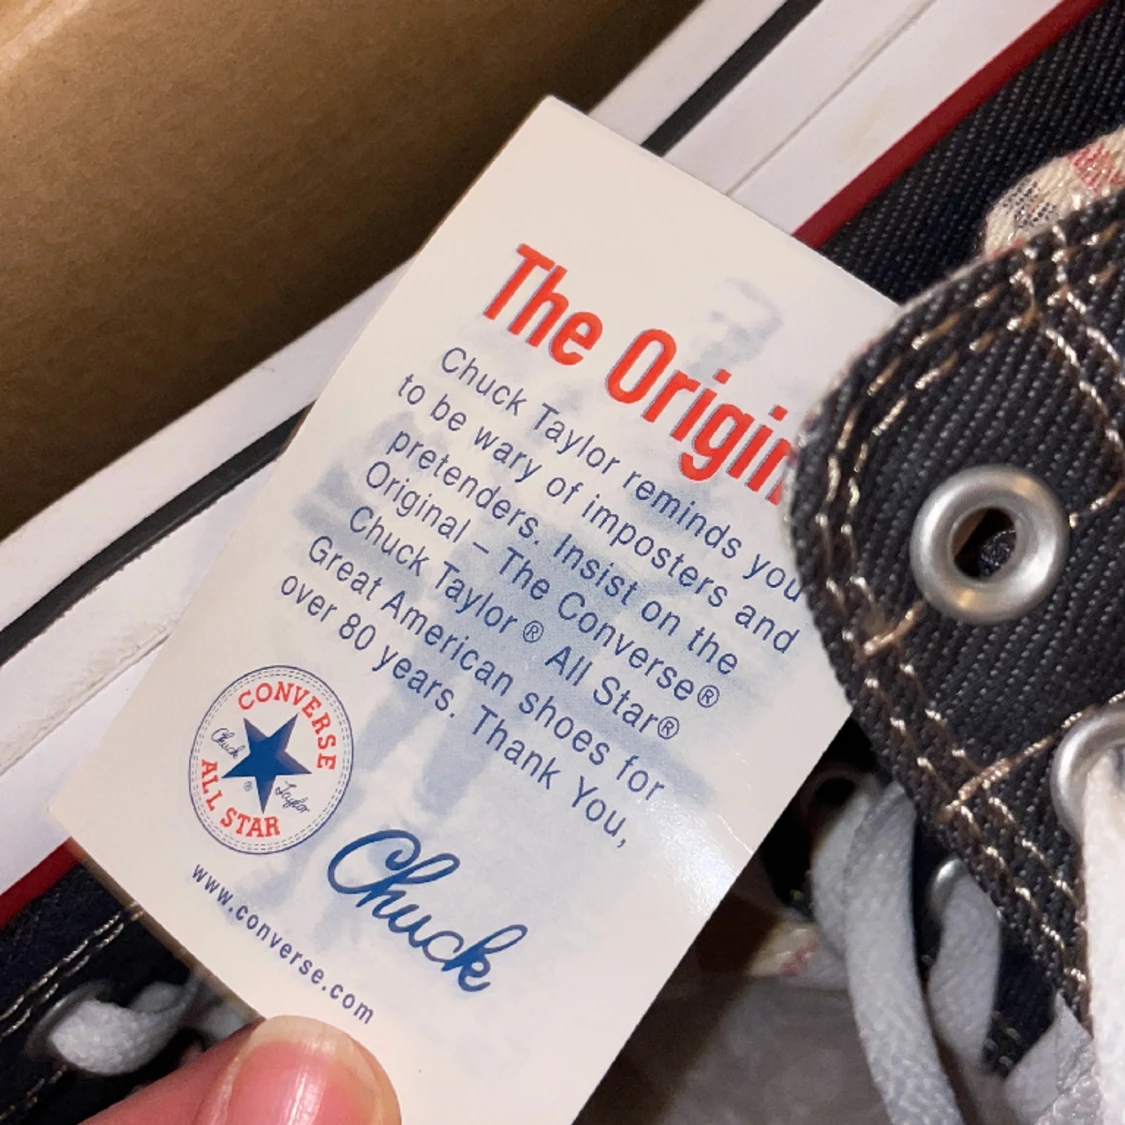 The Origin
Chuck Taylor reminds you
to be wary of imposters and
pretenders. Insist on the
Original – The Converse®
Chuck Taylor ® All Star®
Great American shoes for
over 80 years. Thank You,
CONVERSE
Chuck Taylor
®
ALL STAR
Chuck
www.converse.com